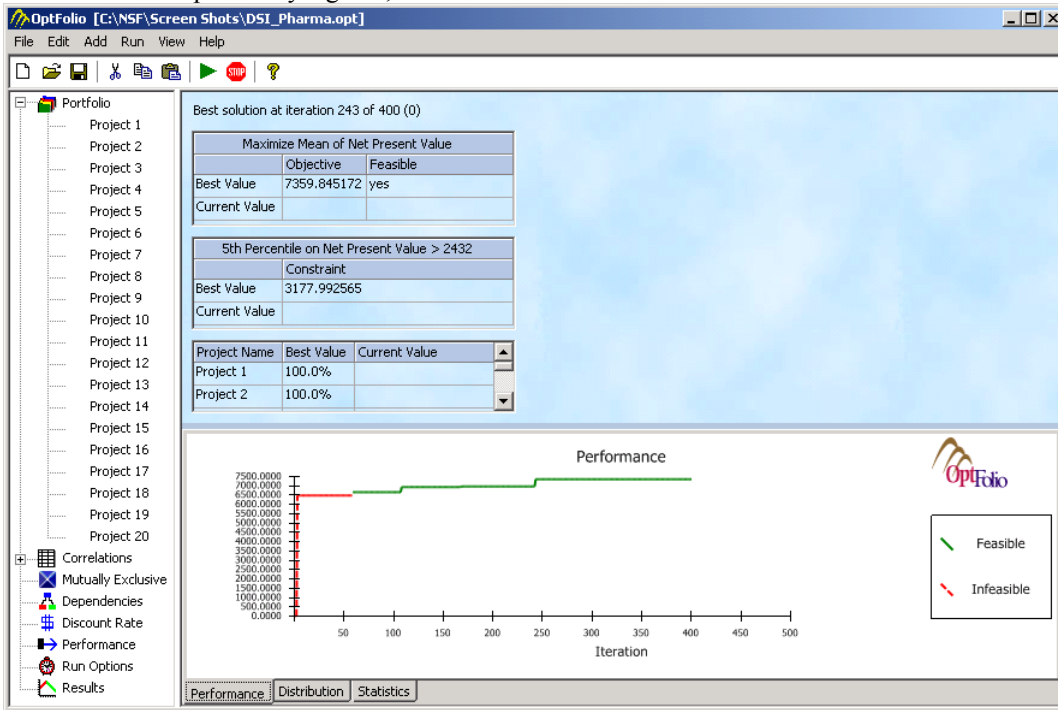 OptFolio [C:\NSF\Screen Shots\DSI_Pharma.opt]
File Edit Add Run View Help
STOP ?
Portfolio
Project 1
Project 2
Project 3
Project 4
Project 5
Project 6
Project 7
Project 8
Project 9
Project 10
Project 11
Project 12
Project 13
Project 14
Project 15
Project 16
Project 17
Project 18
Project 19
Project 20
Correlations
Mutually Exclusive
Dependencies
Discount Rate
Performance
Run Options
Results
Best solution at iteration 243 of 400 (0)
Maximize Mean of Net Present Value
Objective Feasible
Best Value 7359.845172 yes
Current Value
5th Percentile on Net Present Value > 2432
Constraint
Best Value 3177.992565
Current Value
Project Name Best Value Current Value
Project 1 100.0%
Project 2 100.0%
Performance
OptFolio
7500.0000
7000.0000
6500.0000
6000.0000
5500.0000
5000.0000
4500.0000
4000.0000
3500.0000
3000.0000
2500.0000
2000.0000
1500.0000
1000.0000
500.0000
0.0000
50 100 150 200 250 300 350 400 450 500
Iteration
Feasible
Infeasible
Performance Distribution Statistics